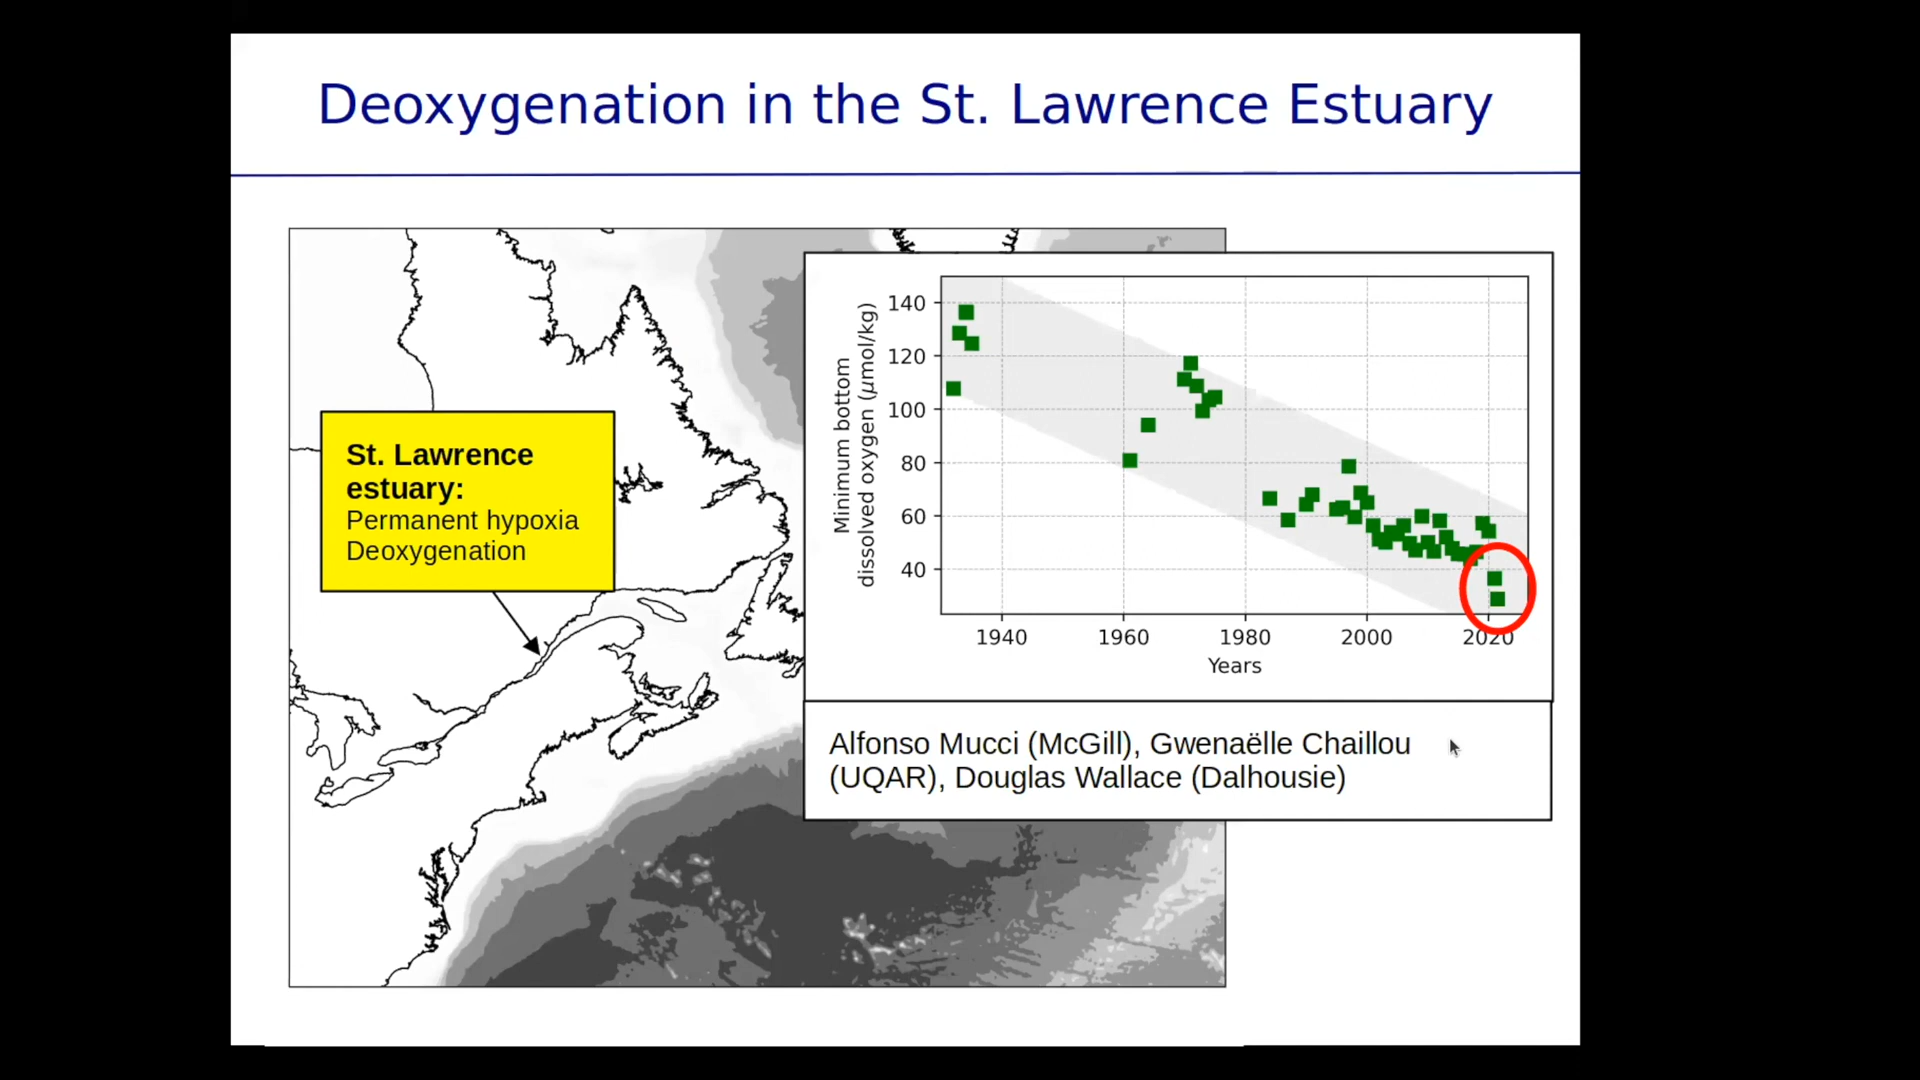 Deoxygenation in the St. Lawrence Estuary
St. Lawrence
estuary:
Permanent hypoxia
Deoxygenation
Minimum bottom
dissolved oxygen (μmol/kg)
140
120
100
80
60
40
1940 1960 1980 2000 2020
Years
Alfonso Mucci (McGill), Gwenaëlle Chaillou
(UQAR), Douglas Wallace (Dalhousie)